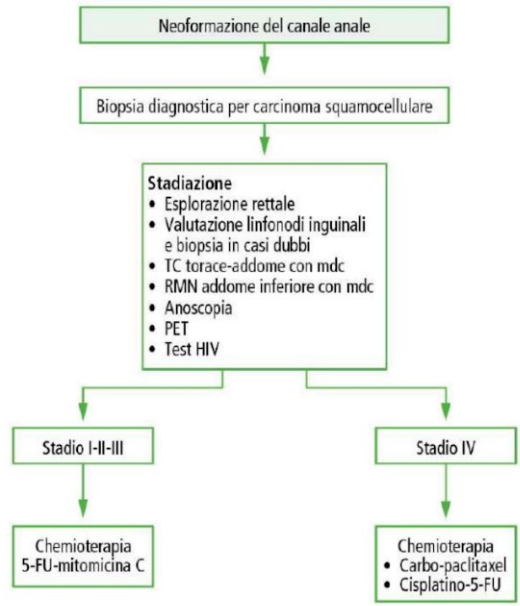 Neoformazione del canale anale
Biopsia diagnostica per carcinoma squamocellulare
Stadiazione
• Esplorazione rettale
• Valutazione linfonodi inguinali
e biopsia in casi dubbi
• TC torace-addome con mdc
• RMN addome inferiore con mdc
• Anoscopia
• PET
• Test HIV
Stadio I-II-III
Stadio IV
Chemioterapia
5-FU-mitomicina C
Chemioterapia
• Carbo-paclitaxel
• Cisplatino-5-FU